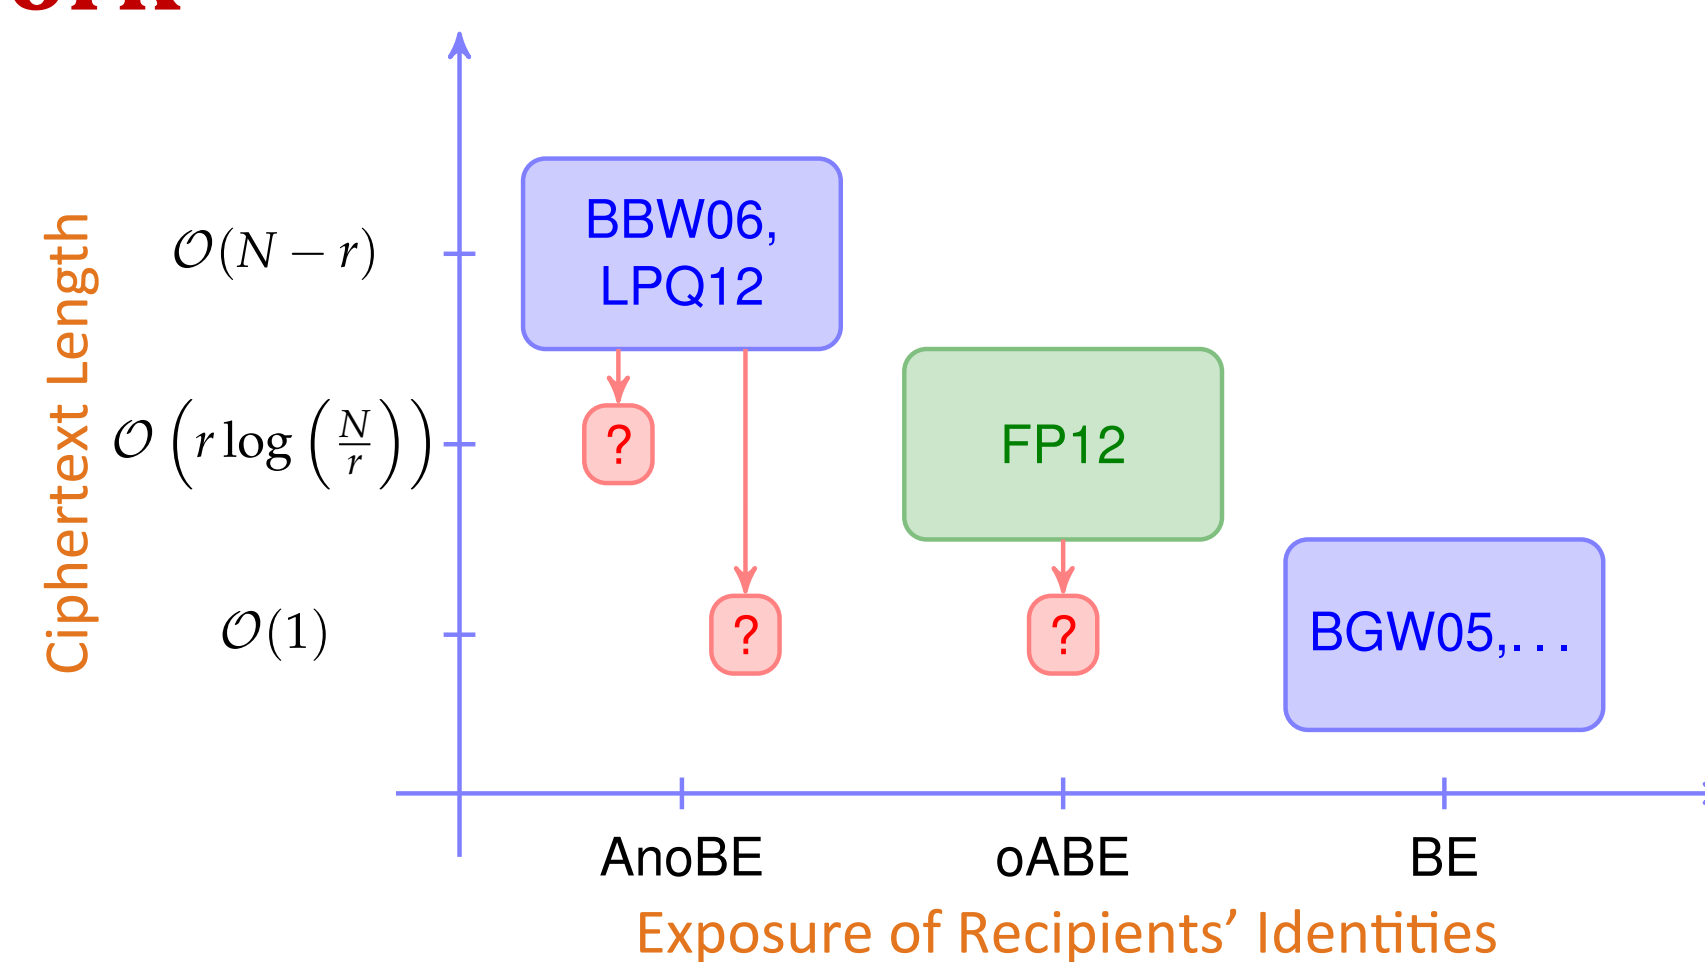 Ciphertext Length
O(N − r)
O(r log(N/r))
O(1)
BBW06,
LPQ12
?
?
FP12
?
BGW05,...
AnoBE
oABE
BE
Exposure of Recipients’ Identities